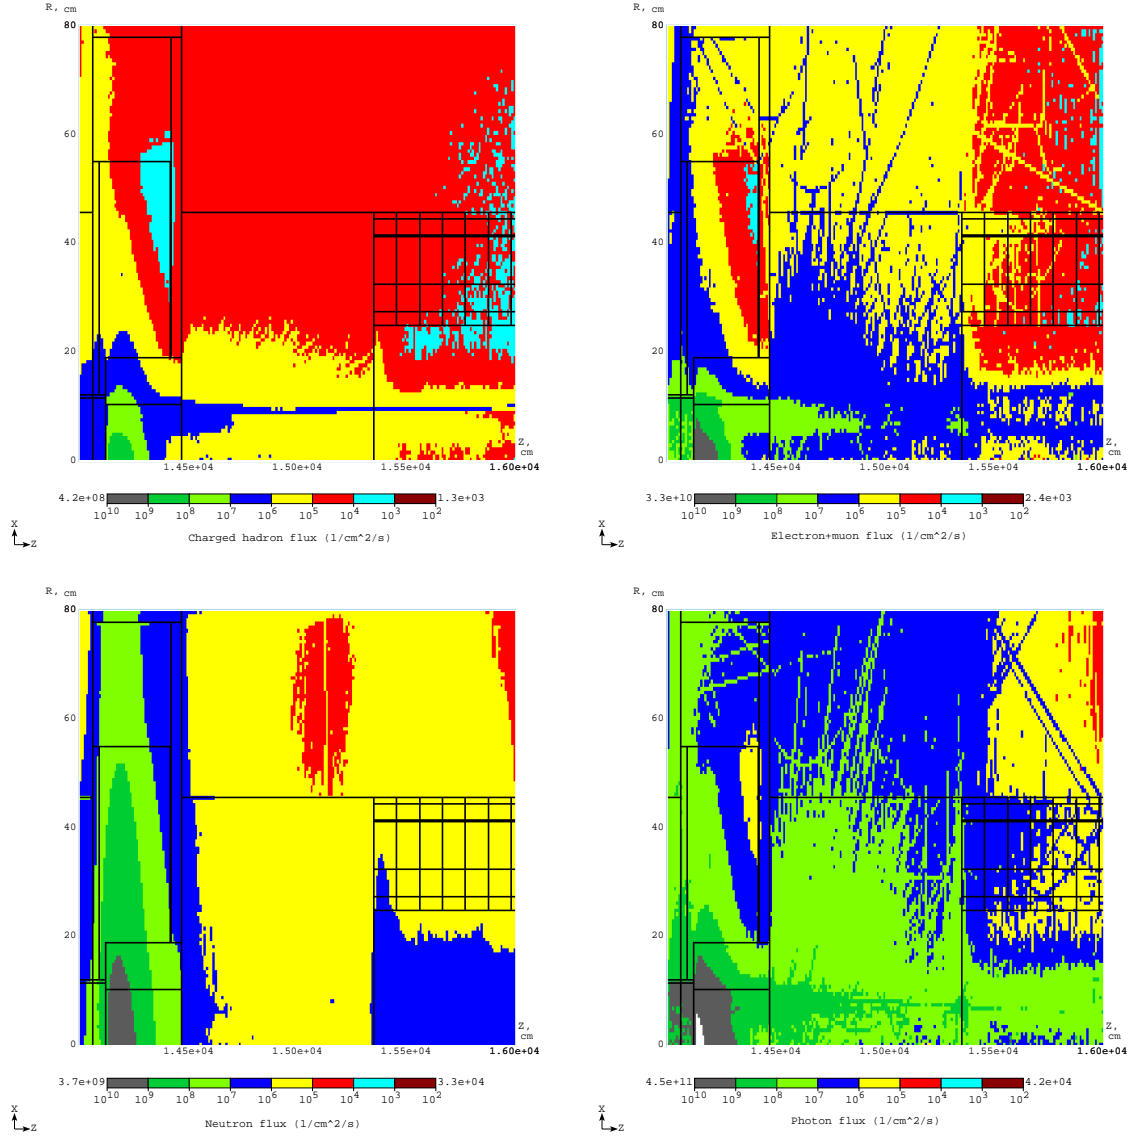 R, cm
80
60
40
20
0
Z, cm
1.45e+04 1.50e+04 1.55e+04 1.60e+04
4.2e+08 1.3e+03
10^10 10^9 10^8 10^7 10^6 10^5 10^4 10^3 10^2
X
Z
Charged hadron flux (1/cm^2/s)
R, cm
80
60
40
20
0
Z, cm
1.45e+04 1.50e+04 1.55e+04 1.60e+04
3.3e+10 2.4e+03
10^10 10^9 10^8 10^7 10^6 10^5 10^4 10^3 10^2
X
Z
Electron+muon flux (1/cm^2/s)
R, cm
80
60
40
20
0
Z, cm
1.45e+04 1.50e+04 1.55e+04 1.60e+04
3.7e+09 3.3e+04
10^10 10^9 10^8 10^7 10^6 10^5 10^4 10^3 10^2
X
Z
Neutron flux (1/cm^2/s)
R, cm
80
60
40
20
0
Z, cm
1.45e+04 1.50e+04 1.55e+04 1.60e+04
4.5e+11 4.2e+04
10^10 10^9 10^8 10^7 10^6 10^5 10^4 10^3 10^2
X
Z
Photon flux (1/cm^2/s)